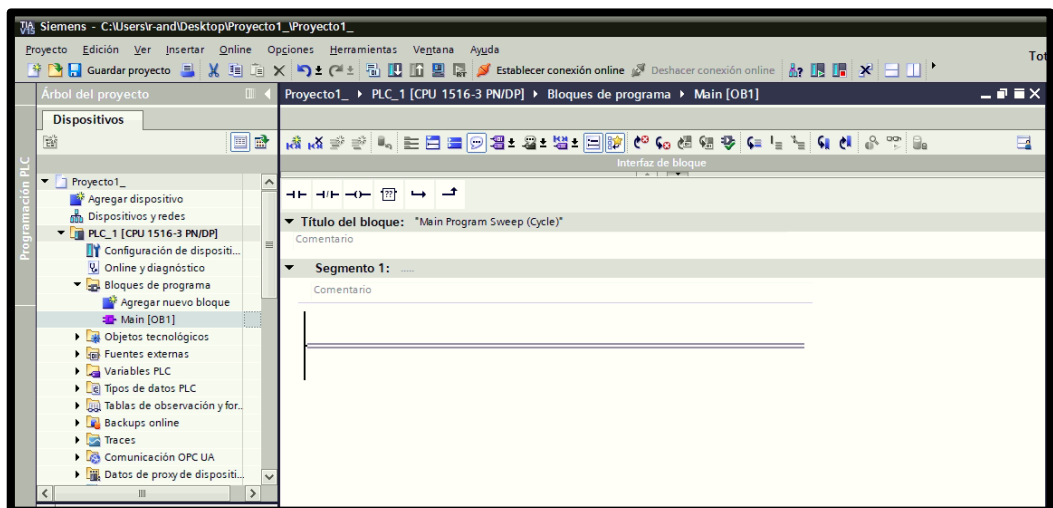 TIA V15 Siemens - C:\Users\r-and\Desktop\Proyecto1_\Proyecto1_
Proyecto Edición Ver Insertar Online Opciones Herramientas Ventana Ayuda
Tot
Guardar proyecto Establecer conexión online Deshacer conexión online
Árbol del proyecto
Proyecto1_ PLC_1 [CPU 1516-3 PN/DP] Bloques de programa Main [OB1]
Dispositivos
Programación PLC
Proyecto1_
Agregar dispositivo
Dispositivos y redes
PLC_1 [CPU 1516-3 PN/DP]
Configuración de dispositi...
Online y diagnóstico
Bloques de programa
Agregar nuevo bloque
Main [OB1]
Objetos tecnológicos
Fuentes externas
Variables PLC
Tipos de datos PLC
Tablas de observación y for..
Backups online
Traces
Comunicación OPC UA
Datos de proxy de dispositi...
Interfaz de bloque
??
Título del bloque: "Main Program Sweep (Cycle)"
Comentario
Segmento 1: .....
Comentario